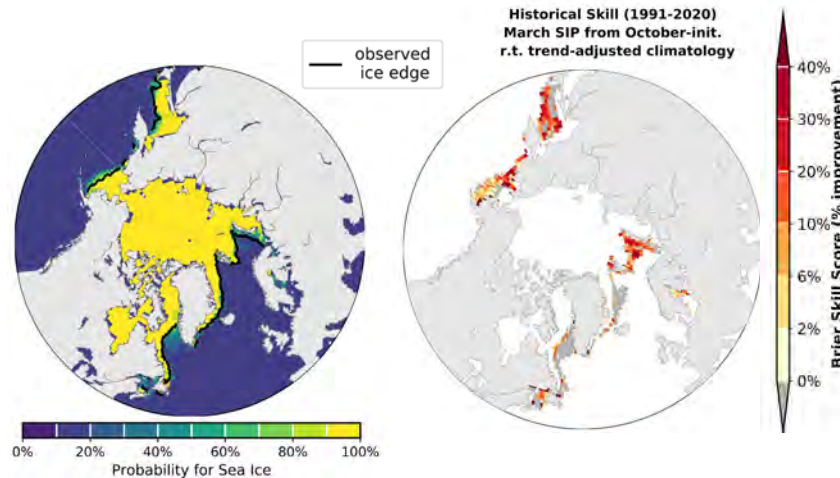 observed
ice edge
0% 20% 40% 60% 80% 100%
Probability for Sea Ice
Historical Skill (1991-2020)
March SIP from October-init.
r.t. trend-adjusted climatology
40%
30%
20%
10%
6%
2%
0%
Brier Skill Score (% improvement)